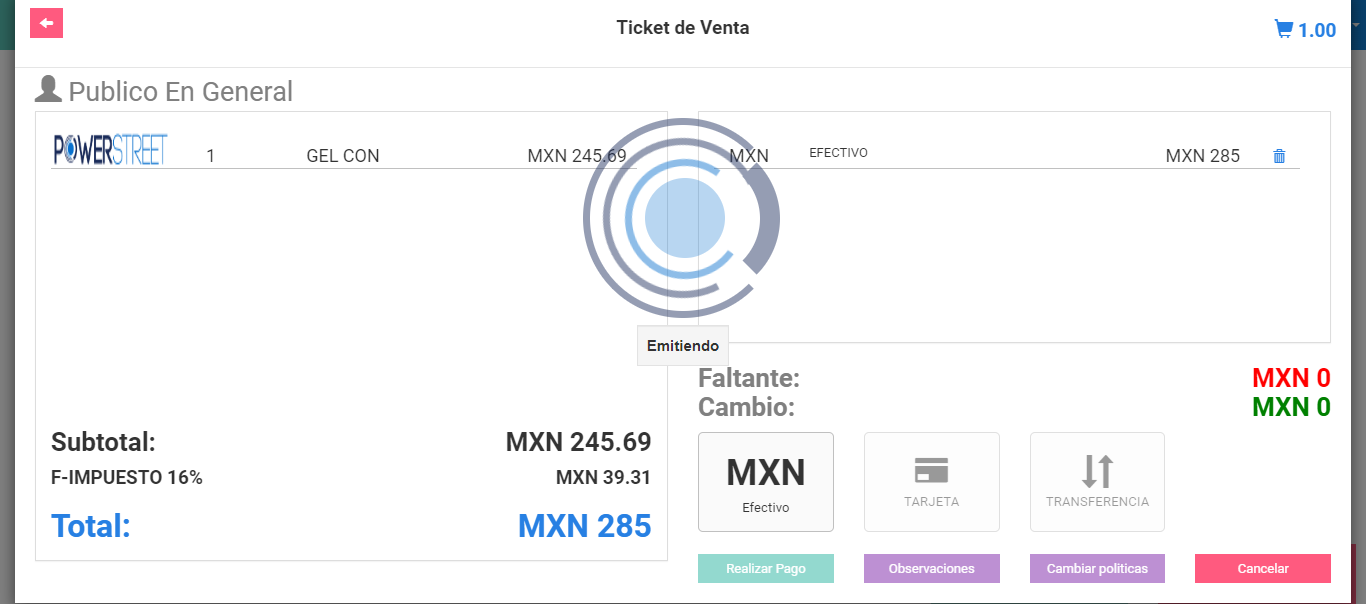 Ticket de Venta
1.00
Publico En General
POWERSTREET 1 GEL CON MXN 245.69
MXN EFECTIVO MXN 285
Emitiendo
Subtotal: MXN 245.69
F-IMPUESTO 16% MXN 39.31
Total: MXN 285
Faltante: MXN 0
Cambio: MXN 0
MXN
Efectivo
TARJETA
TRANSFERENCIA
Realizar Pago
Observaciones
Cambiar politicas
Cancelar